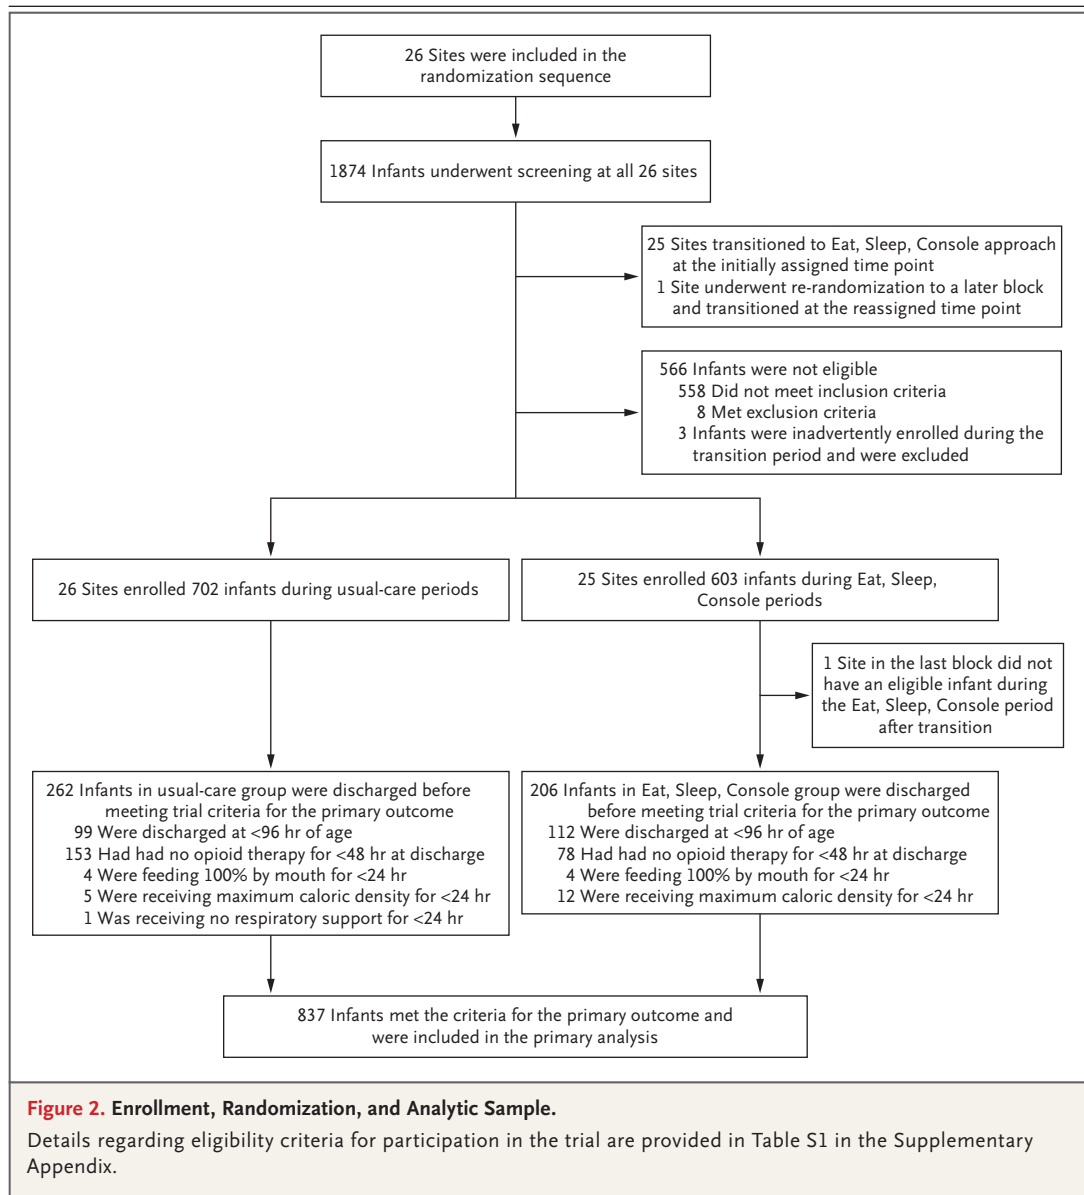 26 Sites were included in the
randomization sequence
1874 Infants underwent screening at all 26 sites
25 Sites transitioned to Eat, Sleep, Console approach
at the initially assigned time point
1 Site underwent re-randomization to a later block
and transitioned at the reassigned time point
566 Infants were not eligible
558 Did not meet inclusion criteria
8 Met exclusion criteria
3 Infants were inadvertently enrolled during the
transition period and were excluded
26 Sites enrolled 702 infants during usual-care periods
25 Sites enrolled 603 infants during Eat, Sleep,
Console periods
1 Site in the last block did not
have an eligible infant during
the Eat, Sleep, Console period
after transition
262 Infants in usual-care group were discharged before
meeting trial criteria for the primary outcome
99 Were discharged at <96 hr of age
153 Had had no opioid therapy for <48 hr at discharge
4 Were feeding 100% by mouth for <24 hr
5 Were receiving maximum caloric density for <24 hr
1 Was receiving no respiratory support for <24 hr
206 Infants in Eat, Sleep, Console group were discharged
before meeting trial criteria for the primary outcome
112 Were discharged at <96 hr of age
78 Had had no opioid therapy for <48 hr at discharge
4 Were feeding 100% by mouth for <24 hr
12 Were receiving maximum caloric density for <24 hr
837 Infants met the criteria for the primary outcome and
were included in the primary analysis
Figure 2. Enrollment, Randomization, and Analytic Sample.
Details regarding eligibility criteria for participation in the trial are provided in Table S1 in the Supplementary
Appendix.